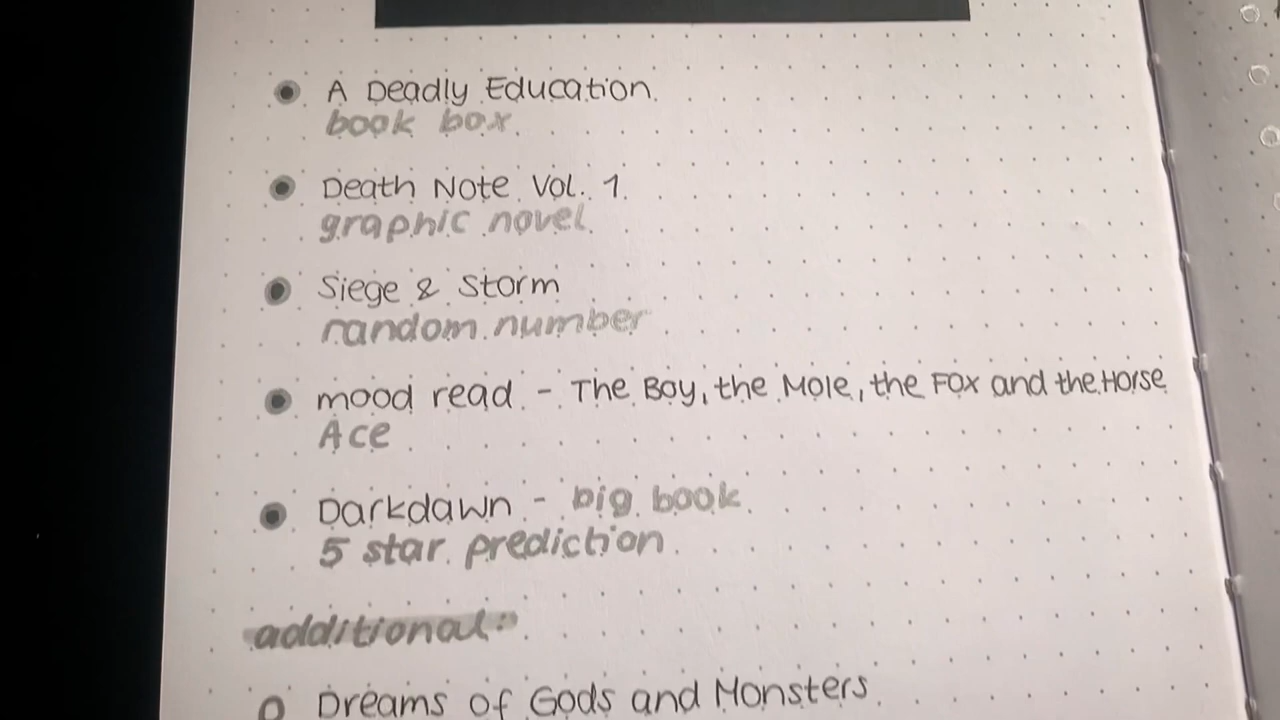 A Deadly Education
book box
Death Note Vol. 1
graphic novel
Siege & Storm
random number
mood read - The Boy, the Mole, the Fox and the Horse
Ace
Darkdawn - big book
5 star prediction
additional:
Dreams of Gods and Monsters